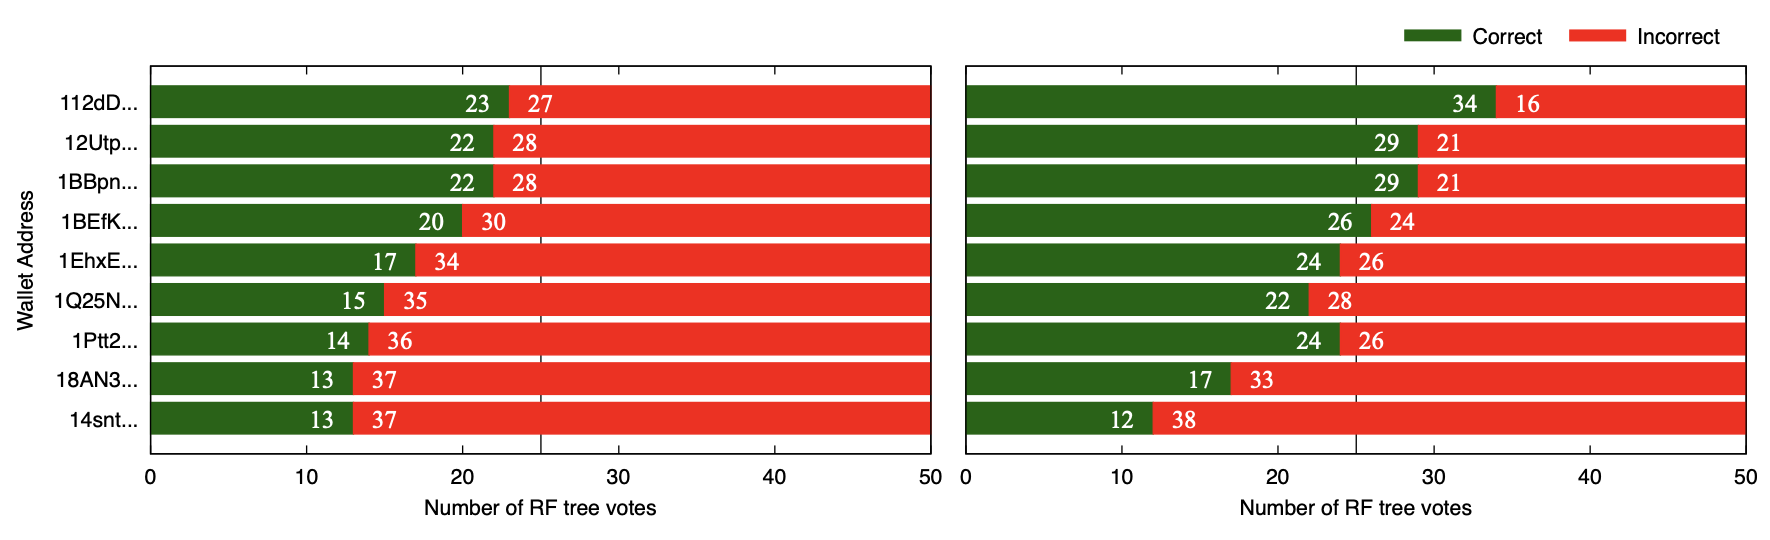 Correct Incorrect
Wallet Address
112dD... 23 27 34 16
12Utp... 22 28 29 21
1BBpn... 22 28 29 21
1BEfK... 20 30 26 24
1EhxE... 17 34 24 26
1Q25N... 15 35 22 28
1Ptt2... 14 36 24 26
18AN3... 13 37 17 33
14snt... 13 37 12 38
0 10 20 30 40 50 0 10 20 30 40 50
Number of RF tree votes Number of RF tree votes